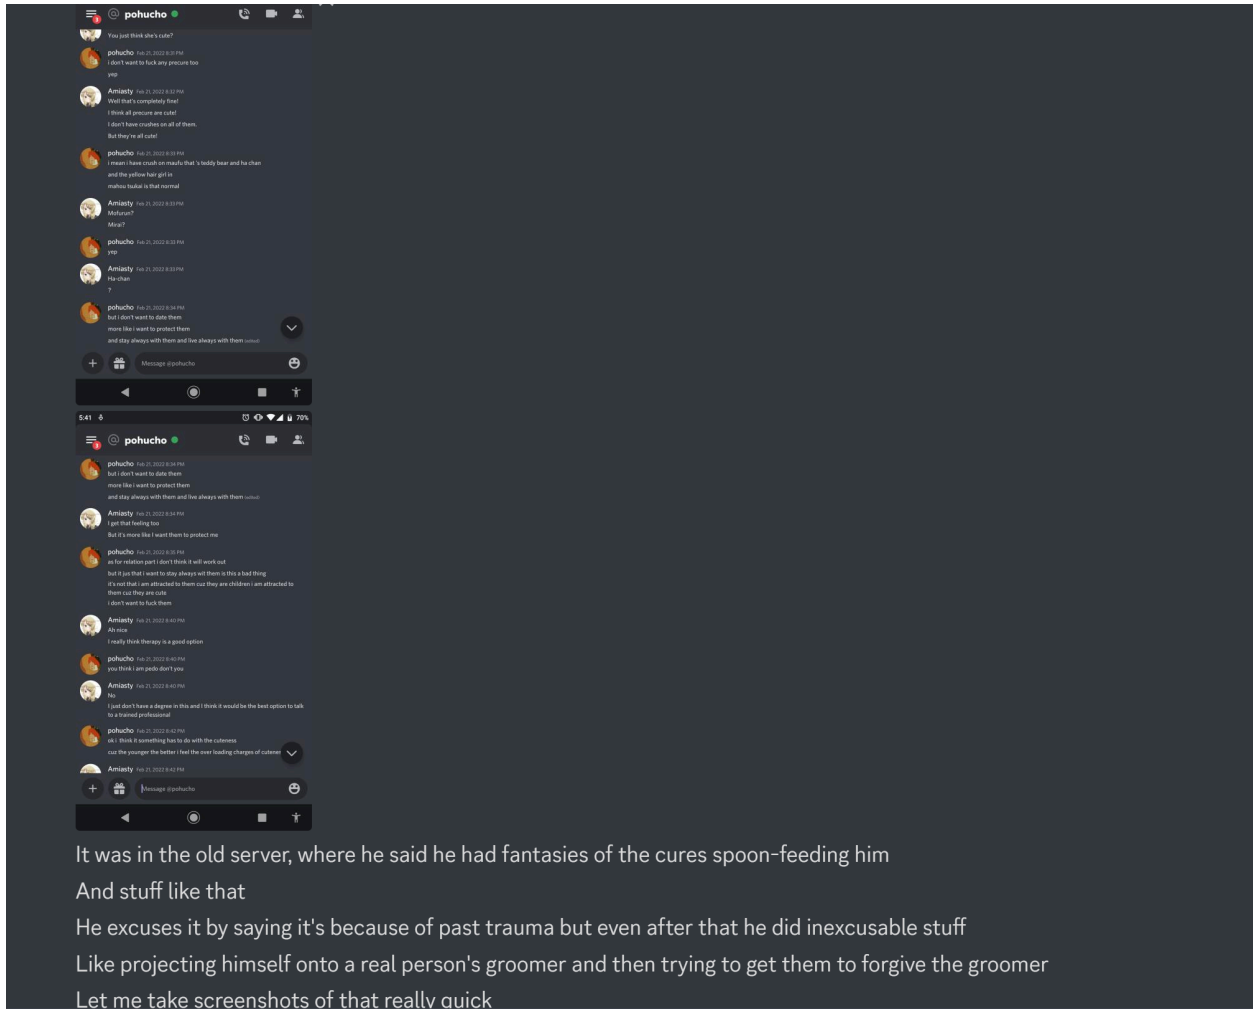 pohucho
You just think she's cute?
pohucho Feb 21, 2022 8:31 PM
i don't want to fuck any precure too
yep
Amiasty Feb 21, 2022 8:32 PM
Well that's completely fine!
I think all precure are cute!
I don't have crushes on all of them.
But they're all cute!
pohucho Feb 21, 2022 8:33 PM
i mean i have crush on maufu that 's teddy bear and ha chan
and the yellow hair girl in
mahou tsukai is that normal
Amiasty Feb 21, 2022 8:33 PM
Mofurun?
Mirai?
pohucho Feb 21, 2022 8:33 PM
yep
Amiasty Feb 21, 2022 8:33 PM
Ha-chan
?
pohucho Feb 21, 2022 8:34 PM
but i don't want to date them
more like i want to protect them
and stay always with them and live always with them (edited)
Message @pohucho
5:41 70%
pohucho
pohucho Feb 21, 2022 8:34 PM
but i don't want to date them
more like i want to protect them
and stay always with them and live always with them (edited)
Amiasty Feb 21, 2022 8:34 PM
I get that feeling too
But it's more like I want them to protect me
pohucho Feb 21, 2022 8:35 PM
as for relation part i don't think it will work out
but it jus that i want to stay always wit them is this a bad thing
it's not that i am attracted to them cuz they are children i am attracted to
them cuz they are cute
i don't want to fuck them
Amiasty Feb 21, 2022 8:40 PM
Ah nice
I really think therapy is a good option
pohucho Feb 21, 2022 8:40 PM
you think i am pedo don't you
Amiasty Feb 21, 2022 8:40 PM
No
I just don't have a degree in this and I think it would be the best option to talk
to a trained professional
pohucho Feb 21, 2022 8:42 PM
ok i think it something has to do with the cuteness
cuz the younger the better i feel the over loading charges of cutenes
Amiasty Feb 21, 2022 8:42 PM
Message @pohucho
It was in the old server, where he said he had fantasies of the cures spoon-feeding him
And stuff like that
He excuses it by saying it's because of past trauma but even after that he did inexcusable stuff
Like projecting himself onto a real person's groomer and then trying to get them to forgive the groomer
Let me take screenshots of that really quick